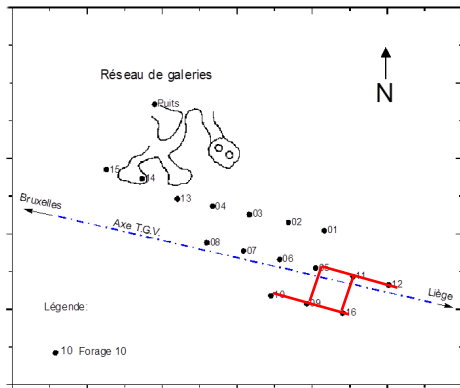 Réseau de galeries
N
Puits
15
14
13
04
03
02
01
Bruxelles
Axe T.G.V.
08
07
06
05
11
12
Liège
10
09
16
Légende:
10 Forage 10